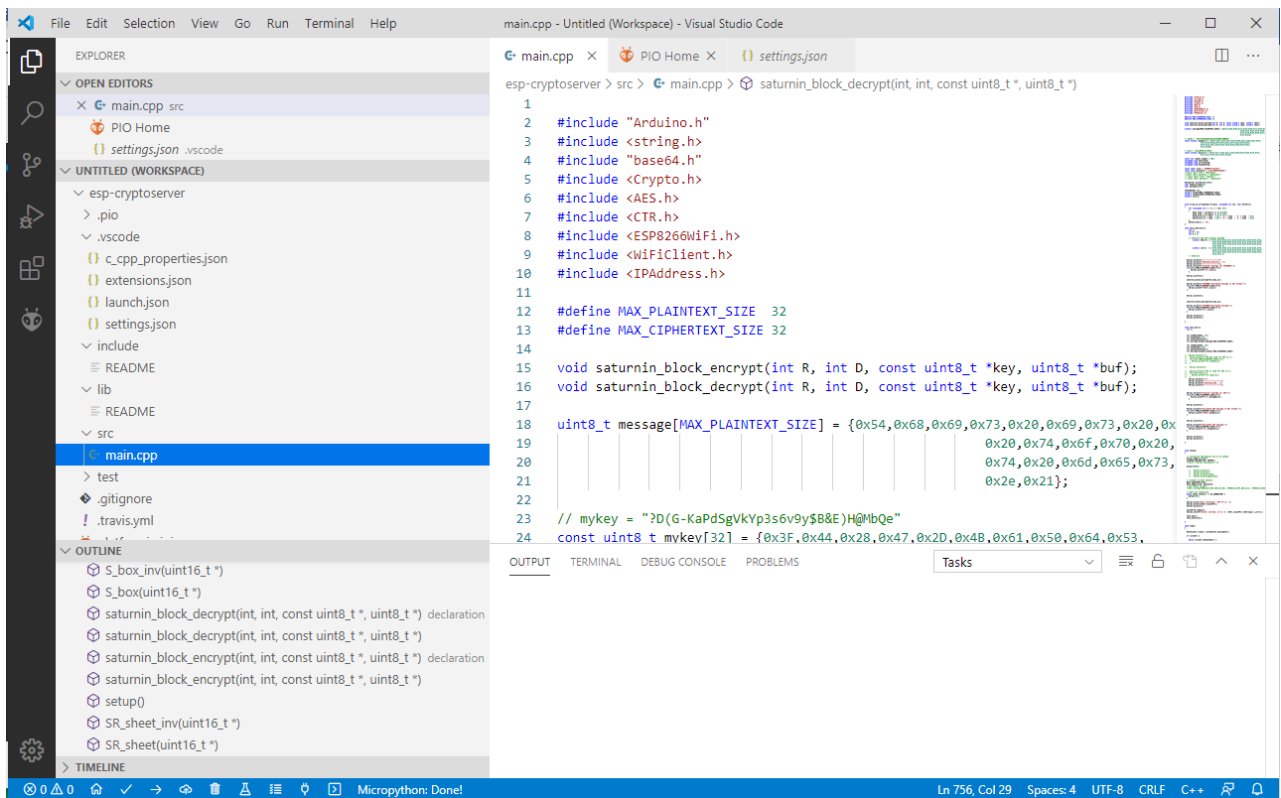 File Edit Selection View Go Run Terminal Help
main.cpp - Untitled (Workspace) - Visual Studio Code
EXPLORER
OPEN EDITORS
main.cpp src
PIO Home
settings.json .vscode
UNTITLED (WORKSPACE)
esp-cryptoserver
.pio
.vscode
c_cpp_properties.json
extensions.json
launch.json
settings.json
include
README
lib
README
src
main.cpp
test
.gitignore
.travis.yml
OUTLINE
S_box_inv(uint16_t *)
S_box(uint16_t *)
saturnin_block_decrypt(int, int, const uint8_t *, uint8_t *) declaration
saturnin_block_decrypt(int, int, const uint8_t *, uint8_t *)
saturnin_block_encrypt(int, int, const uint8_t *, uint8_t *) declaration
saturnin_block_encrypt(int, int, const uint8_t *, uint8_t *)
setup()
SR_sheet_inv(uint16_t *)
SR_sheet(uint16_t *)
TIMELINE
main.cpp PIO Home {} settings.json
esp-cryptoserver > src > main.cpp > saturnin_block_decrypt(int, int, const uint8_t *, uint8_t *)
1
2 #include "Arduino.h"
3 #include <string.h>
4 #include "base64.h"
5 #include <Crypto.h>
6 #include <AES.h>
7 #include <CTR.h>
8 #include <ESP8266WiFi.h>
9 #include <WiFiClient.h>
10 #include <IPAddress.h>
11
12 #define MAX_PLAINTEXT_SIZE 32
13 #define MAX_CIPHERTEXT_SIZE 32
14
15 void saturnin_block_encrypt(int R, int D, const uint8_t *key, uint8_t *buf);
16 void saturnin_block_decrypt(int R, int D, const uint8_t *key, uint8_t *buf);
17
18 uint8_t message[MAX_PLAINTEXT_SIZE] = {0x54,0x68,0x69,0x73,0x20,0x69,0x73,0x20,0x
19 0x20,0x74,0x6f,0x70,0x20,
20 0x74,0x20,0x6d,0x65,0x73,
21 0x2e,0x21};
22
23 // mykey = "?D(G-KaPdSgVkYp3s6v9y$B&E)H@MbQe"
24 const uint8_t mykey[32] = {0x3F,0x44,0x28,0x47,0x2D,0x4B,0x61,0x50,0x64,0x53,
OUTPUT TERMINAL DEBUG CONSOLE PROBLEMS Tasks
0 0 Micropython: Done! Ln 756, Col 29 Spaces: 4 UTF-8 CRLF C++